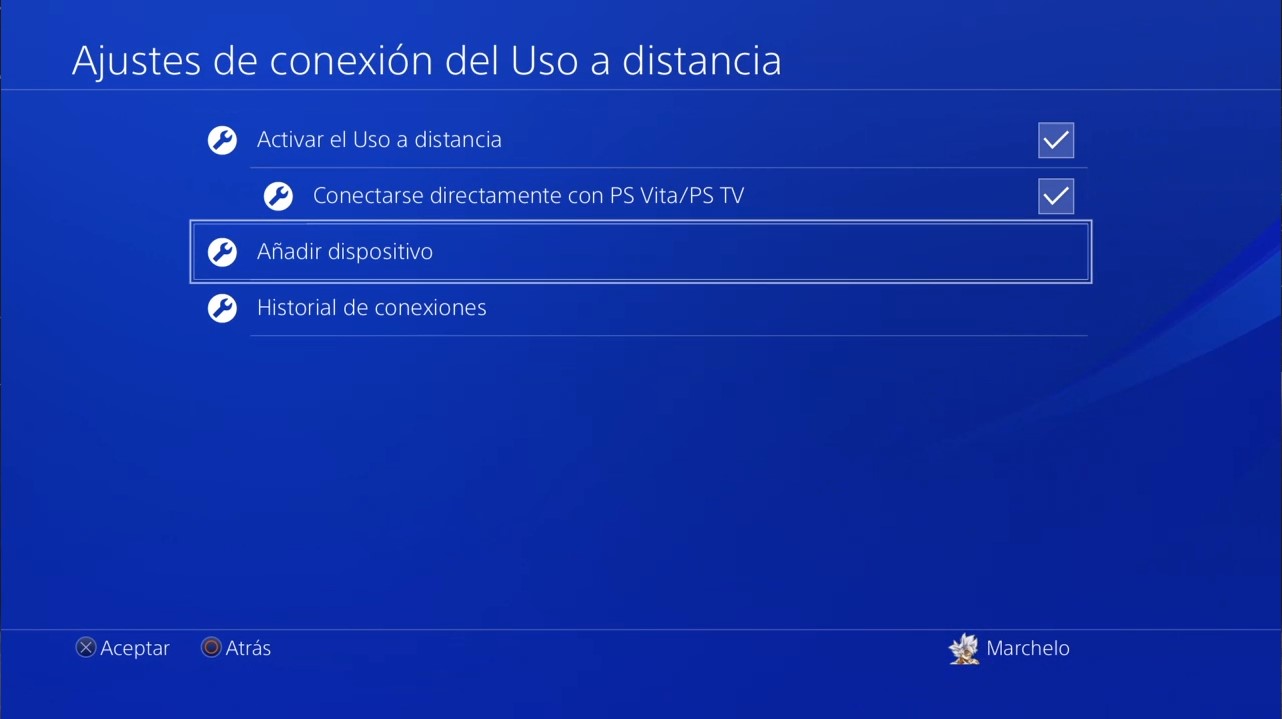 Ajustes de conexión del Uso a distancia
Activar el Uso a distancia
Conectarse directamente con PS Vita/PS TV
Añadir dispositivo
Historial de conexiones
Aceptar Atrás Marchelo